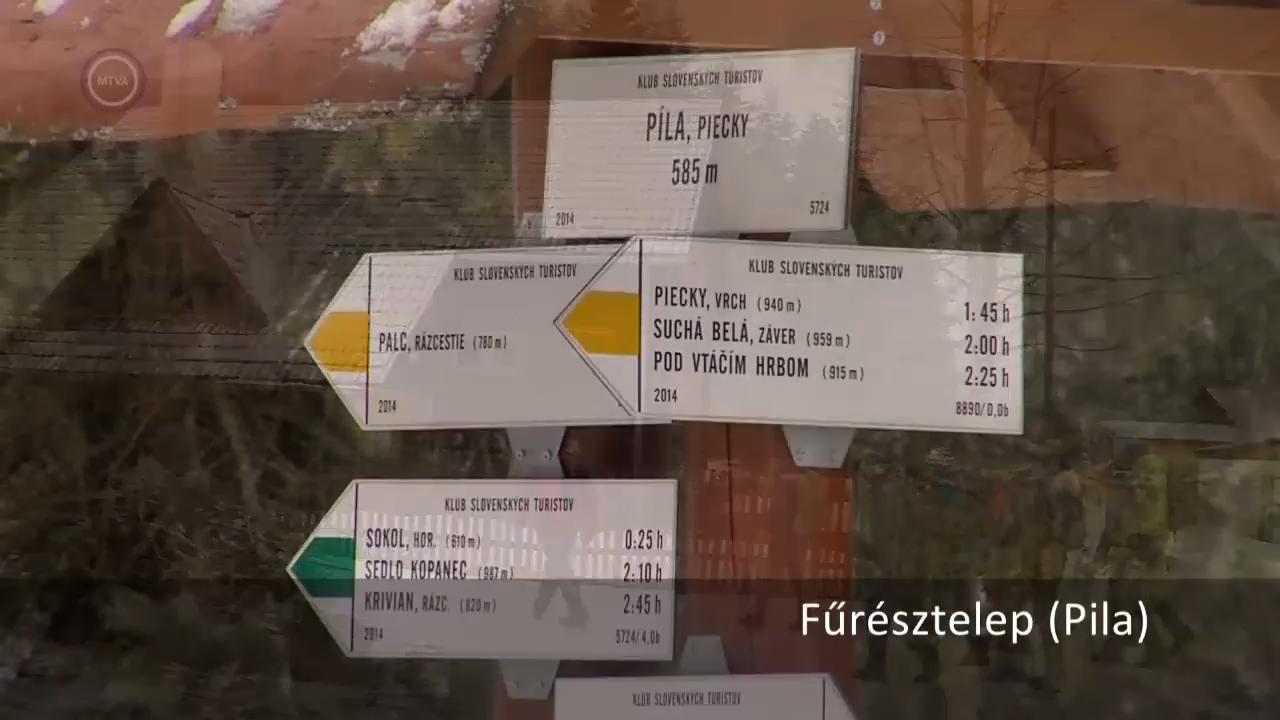 MTVA
KLUB SLOVENSKÝCH TURISTOV
PÍLA, PIECKY
585 m
2014
5724
KLUB SLOVENSKÝCH TURISTOV
PALC, RÁZCESTIE (780 m)
2014
KLUB SLOVENSKÝCH TURISTOV
PIECKY, VRCH (940 m) 1:45 h
SUCHÁ BELÁ, ZÁVER (959 m) 2:00 h
POD VTÁČÍM HRBOM (915 m) 2:25 h
2014
8890/0,0b
KLUB SLOVENSKÝCH TURISTOV
SOKOL, HOR. (610 m) 0:25 h
SEDLO KOPANEC (987 m) 2:10 h
KRIVIAN, RÁZC. (820 m) 2:45 h
2014
5724/4,0b
Fűrésztelep (Pila)
KLUB SLOVENSKÝCH TURISTOV